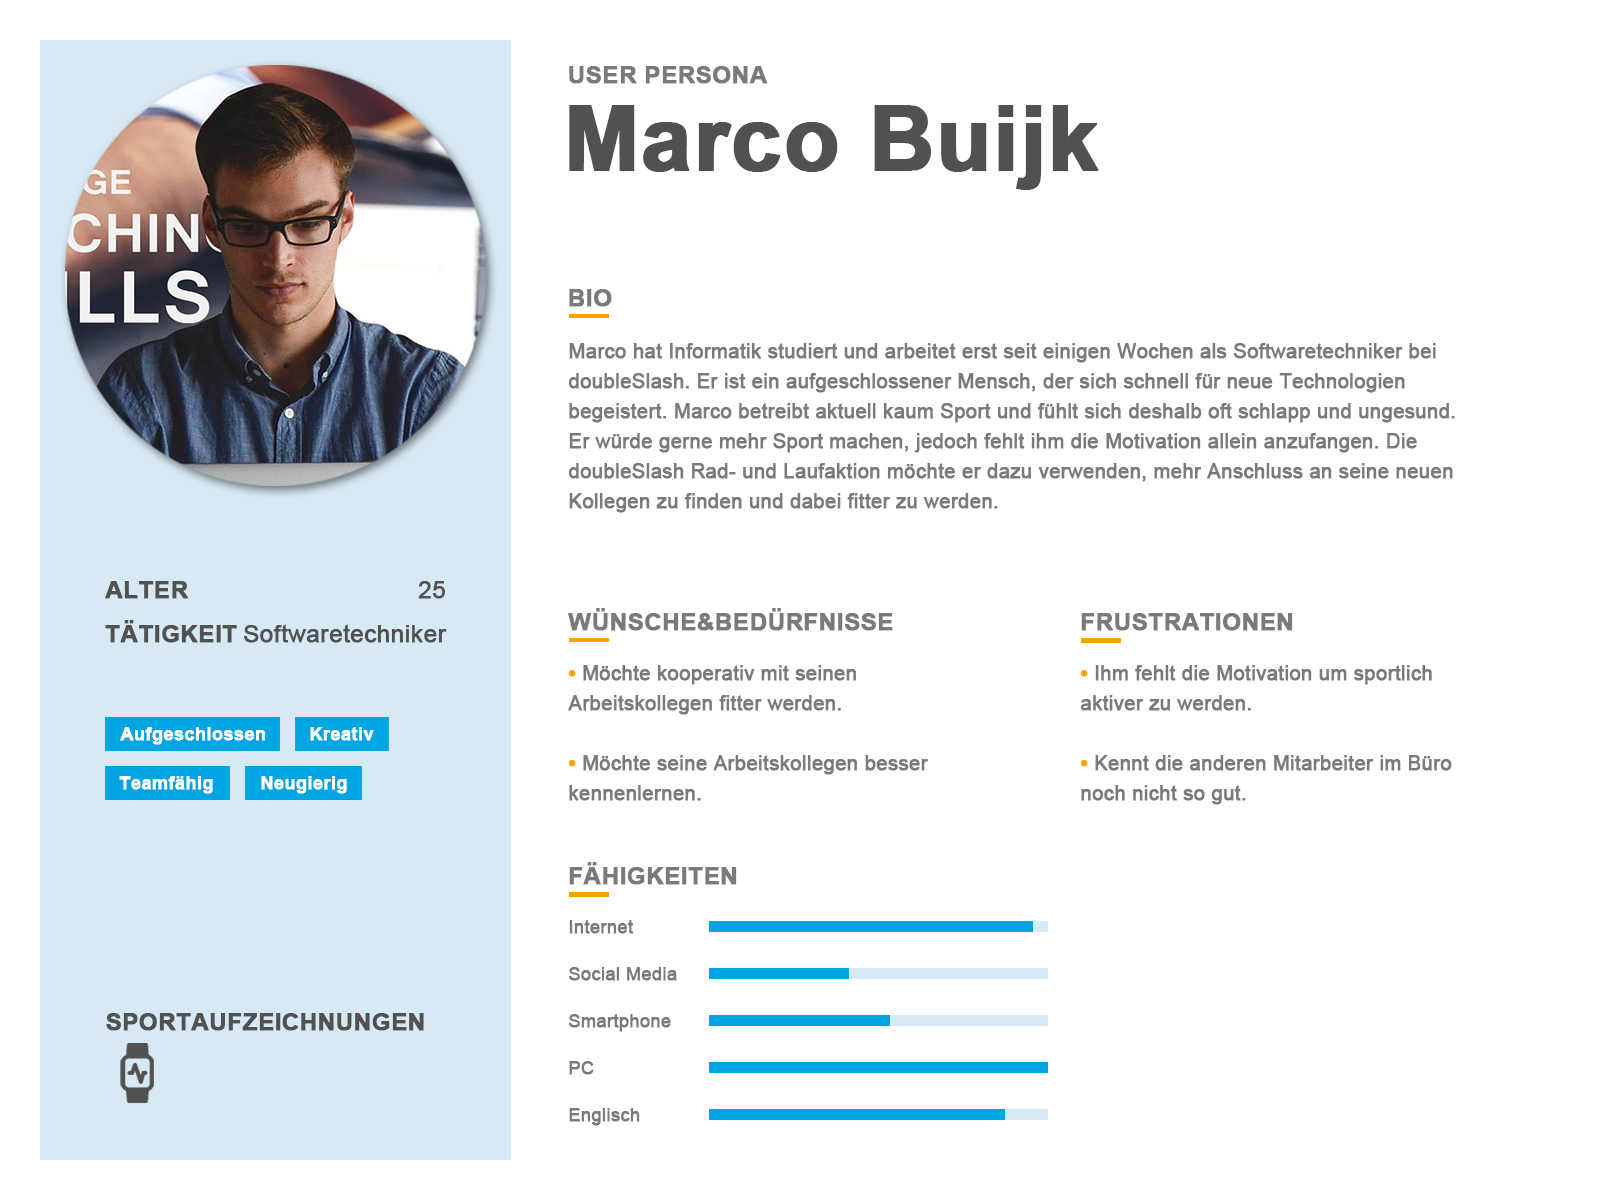 GE
CHING
ILLS
ALTER 25
TÄTIGKEIT Softwaretechniker
Aufgeschlossen Kreativ
Teamfähig Neugierig
SPORTAUFZEICHNUNGEN
USER PERSONA
Marco Buijk
BIO
Marco hat Informatik studiert und arbeitet erst seit einigen Wochen als Softwaretechniker bei
doubleSlash. Er ist ein aufgeschlossener Mensch, der sich schnell für neue Technologien
begeistert. Marco betreibt aktuell kaum Sport und fühlt sich deshalb oft schlapp und ungesund.
Er würde gerne mehr Sport machen, jedoch fehlt ihm die Motivation allein anzufangen. Die
doubleSlash Rad- und Laufaktion möchte er dazu verwenden, mehr Anschluss an seine neuen
Kollegen zu finden und dabei fitter zu werden.
WÜNSCHE&BEDÜRFNISSE
• Möchte kooperativ mit seinen
Arbeitskollegen fitter werden.
• Möchte seine Arbeitskollegen besser
kennenlernen.
FRUSTRATIONEN
• Ihm fehlt die Motivation um sportlich
aktiver zu werden.
• Kennt die anderen Mitarbeiter im Büro
noch nicht so gut.
FÄHIGKEITEN
Internet
Social Media
Smartphone
PC
Englisch